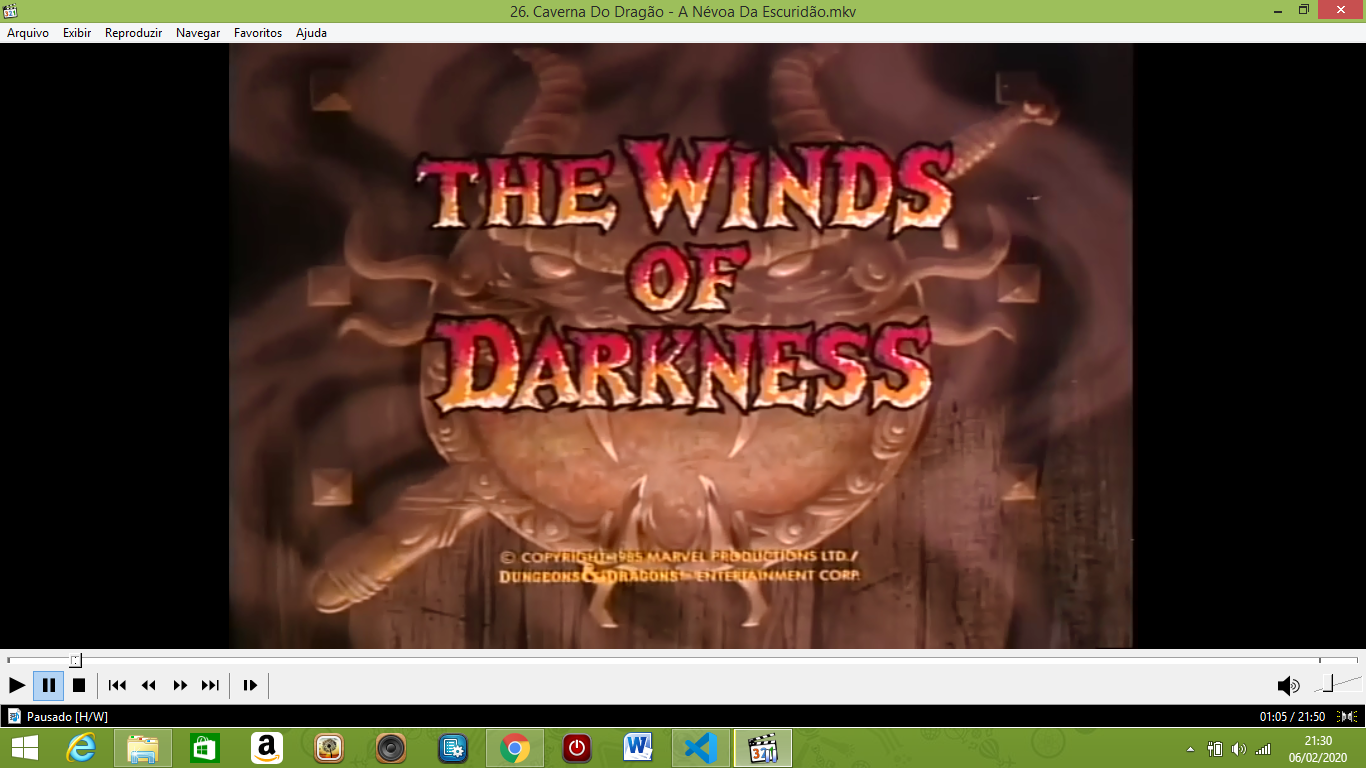 26. Caverna Do Dragão - A Névoa Da Escuridão.mkv
Arquivo Exibir Reproduzir Navegar Favoritos Ajuda
THE WINDS
OF
DARKNESS
© COPYRIGHT 1985 MARVEL PRODUCTIONS LTD./
DUNGEONS & DRAGONS™ ENTERTAINMENT CORP.
Pausado [H/W] 01:05 / 21:50
21:30
06/02/2020